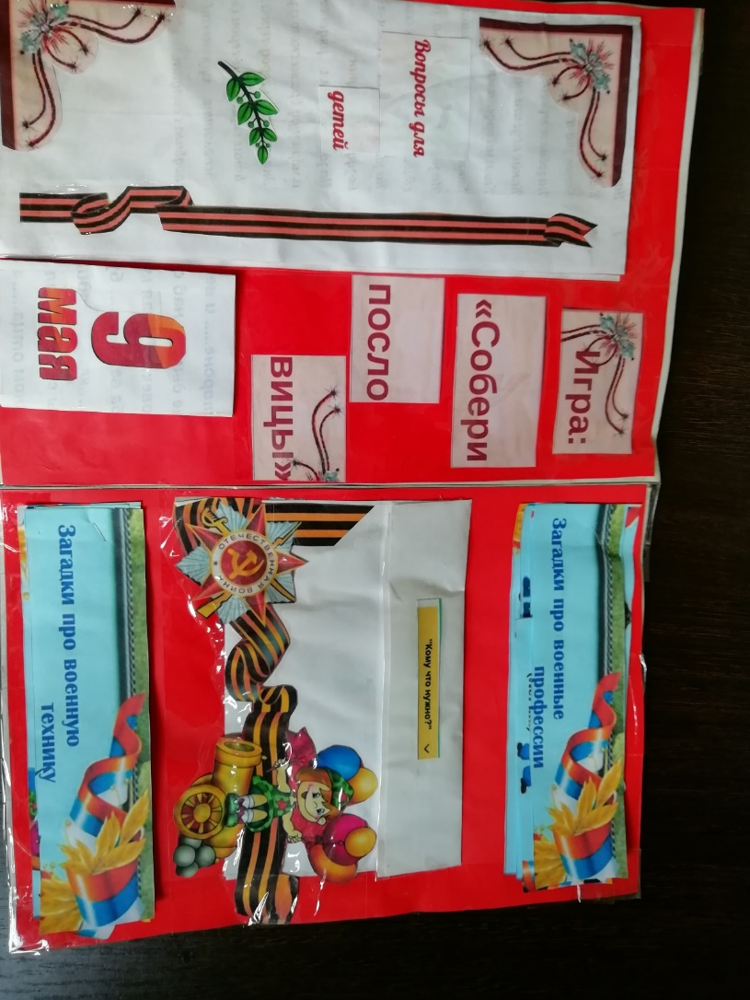 Вопросы для
детей
9
мая
Игра:
«Собери
посло
вицы»
Загадки про военные
профессии
"Кому что нужно?"
ОТЕЧЕСТВЕННАЯ ВОЙНА
Загадки про военную
технику